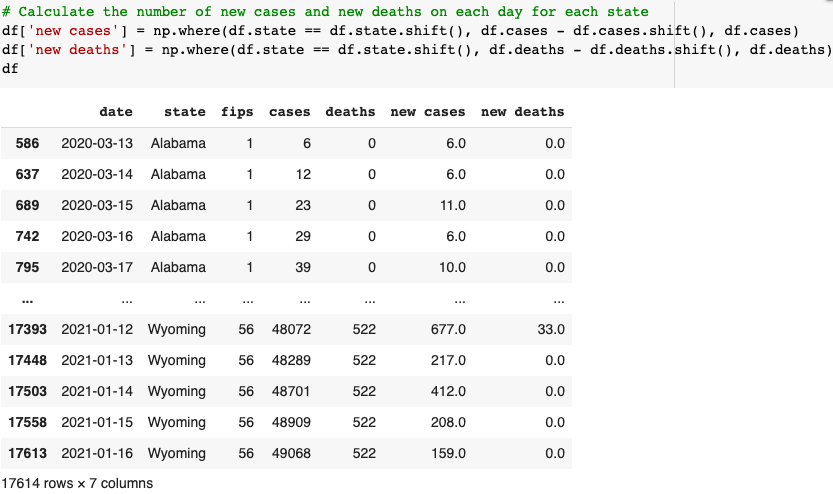 # Calculate the number of new cases and new deaths on each day for each state
df['new cases'] = np.where(df.state == df.state.shift(), df.cases - df.cases.shift(), df.cases)
df['new deaths'] = np.where(df.state == df.state.shift(), df.deaths - df.deaths.shift(), df.deaths)
df
date state fips cases deaths new cases new deaths
586 2020-03-13 Alabama 1 6 0 6.0 0.0
637 2020-03-14 Alabama 1 12 0 6.0 0.0
689 2020-03-15 Alabama 1 23 0 11.0 0.0
742 2020-03-16 Alabama 1 29 0 6.0 0.0
795 2020-03-17 Alabama 1 39 0 10.0 0.0
... ... ... ... ... ... ... ...
17393 2021-01-12 Wyoming 56 48072 522 677.0 33.0
17448 2021-01-13 Wyoming 56 48289 522 217.0 0.0
17503 2021-01-14 Wyoming 56 48701 522 412.0 0.0
17558 2021-01-15 Wyoming 56 48909 522 208.0 0.0
17613 2021-01-16 Wyoming 56 49068 522 159.0 0.0
17614 rows × 7 columns